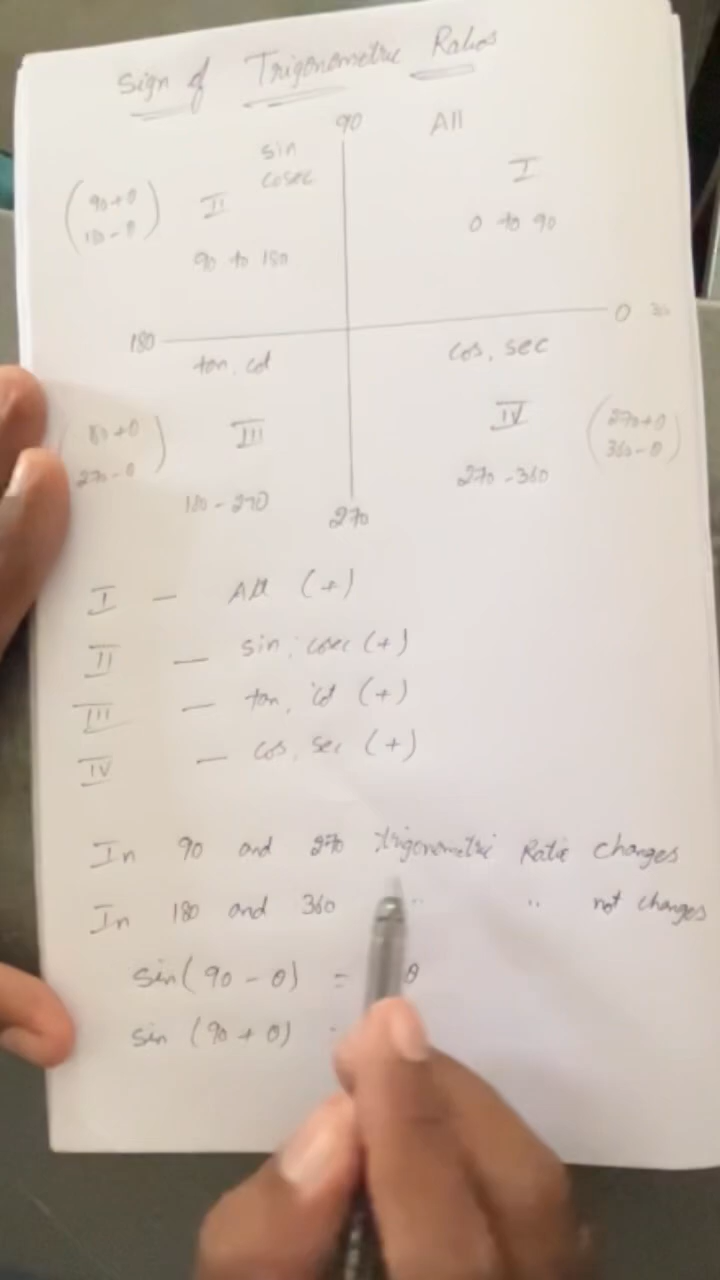 Sign of Trigonometric Ratios
90 All
sin
cosec
I
90+θ
180-θ
II
0 to 90
90 to 180
180
0 360
tan, cot
cos, sec
180+θ
270-θ
III
IV
270+θ
360-θ
180-270
270-360
270
I - All (+)
II - sin, cosec (+)
III - tan, cot (+)
IV - cos, sec (+)
In 90 and 270 trigonometric Ratio changes
In 180 and 360 " " not changes
sin(90-θ) = θ
sin (90+θ)